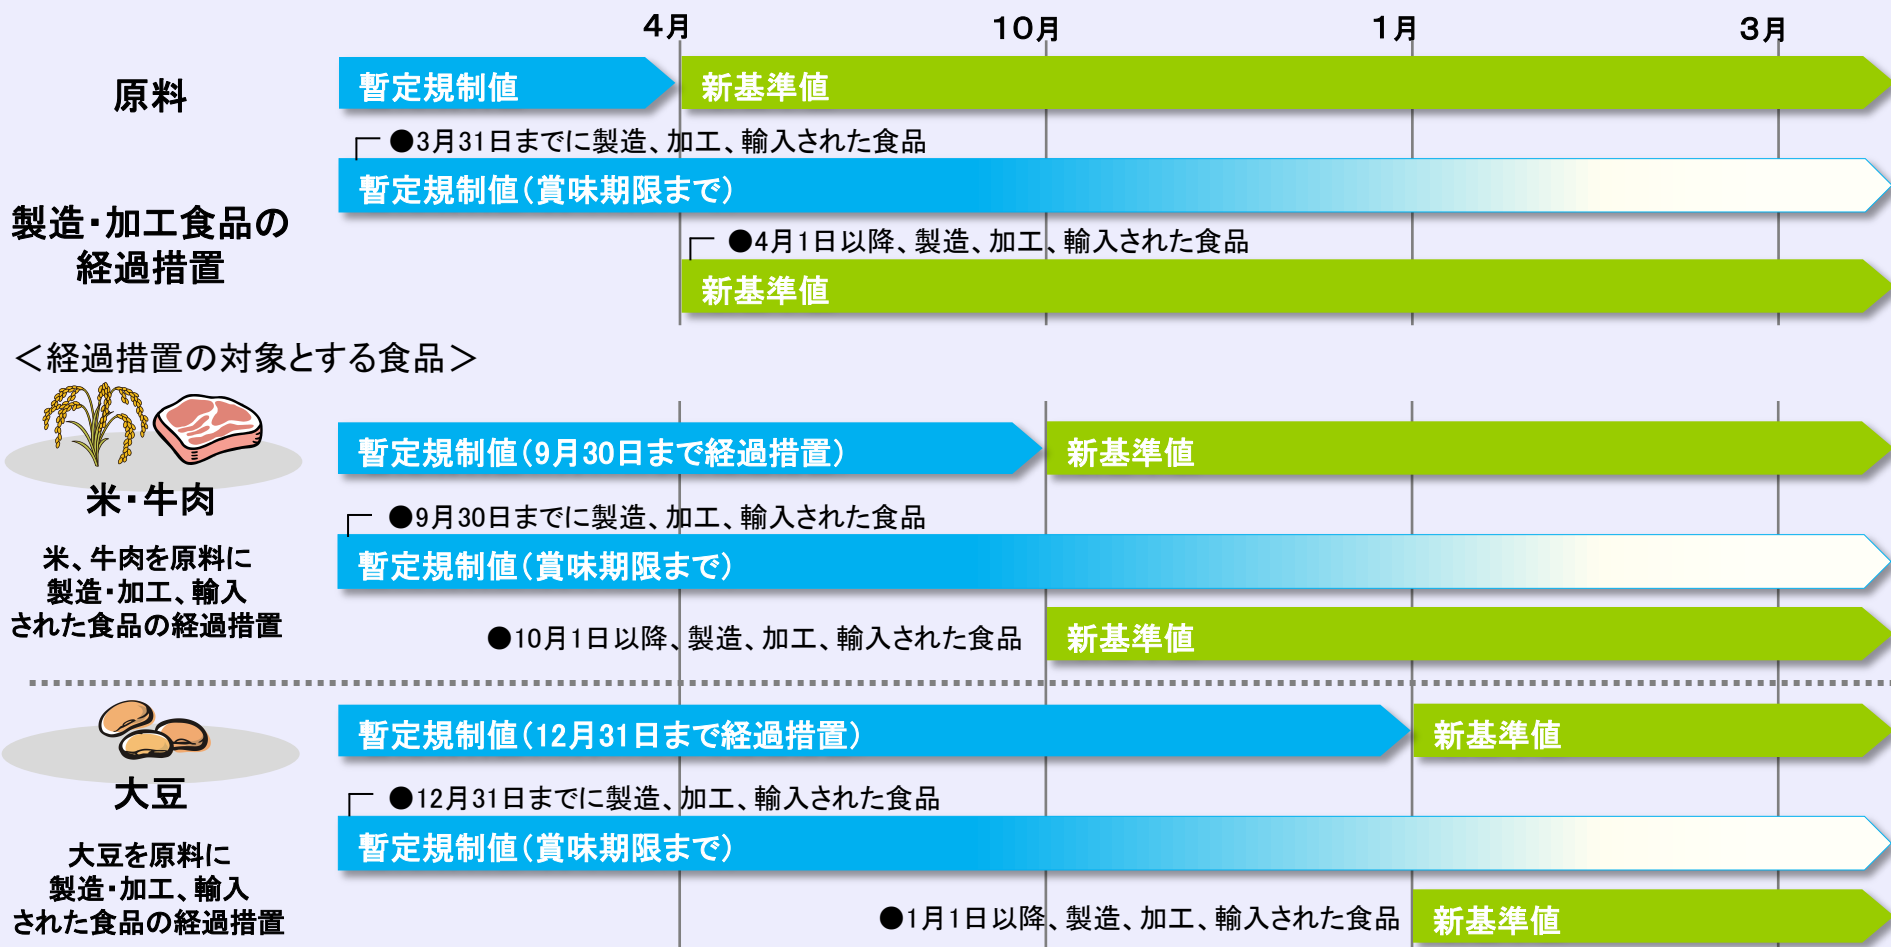 4月 10月 1月 3月
原料
暫定規制値 新基準値
●3月31日までに製造、加工、輸入された食品
暫定規制値(賞味期限まで)
製造・加工食品の
経過措置
●4月1日以降、製造、加工、輸入された食品
新基準値
＜経過措置の対象とする食品＞
米・牛肉
暫定規制値(9月30日まで経過措置) 新基準値
米、牛肉を原料に
製造・加工、輸入
された食品の経過措置
●9月30日までに製造、加工、輸入された食品
暫定規制値(賞味期限まで)
●10月1日以降、製造、加工、輸入された食品 新基準値
大豆
暫定規制値(12月31日まで経過措置) 新基準値
大豆を原料に
製造・加工、輸入
された食品の経過措置
●12月31日までに製造、加工、輸入された食品
暫定規制値(賞味期限まで)
●1月1日以降、製造、加工、輸入された食品 新基準値